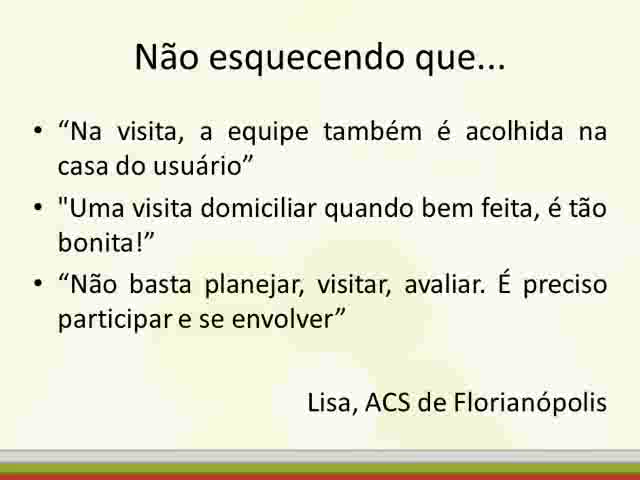 Não esquecendo que...
• “Na visita, a equipe também é acolhida na
casa do usuário”
• "Uma visita domiciliar quando bem feita, é tão
bonita!”
• “Não basta planejar, visitar, avaliar. É preciso
participar e se envolver”
Lisa, ACS de Florianópolis